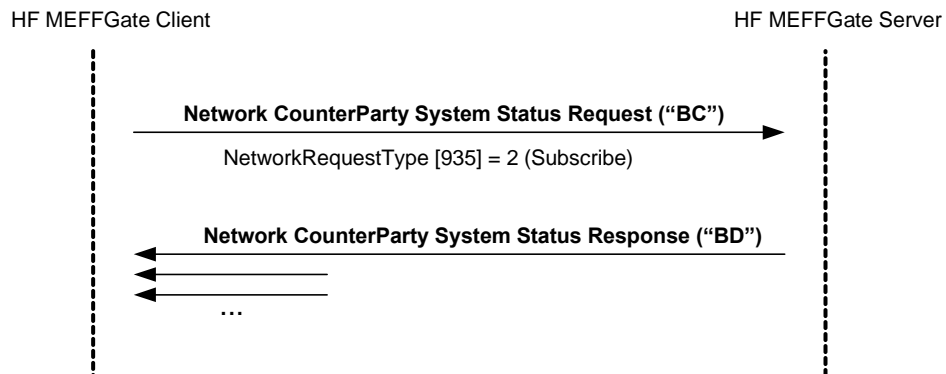 HF MEFFGate Client
HF MEFFGate Server
Network CounterParty System Status Request (“BC”)
NetworkRequestType [935] = 2 (Subscribe)
Network CounterParty System Status Response (“BD”)
...